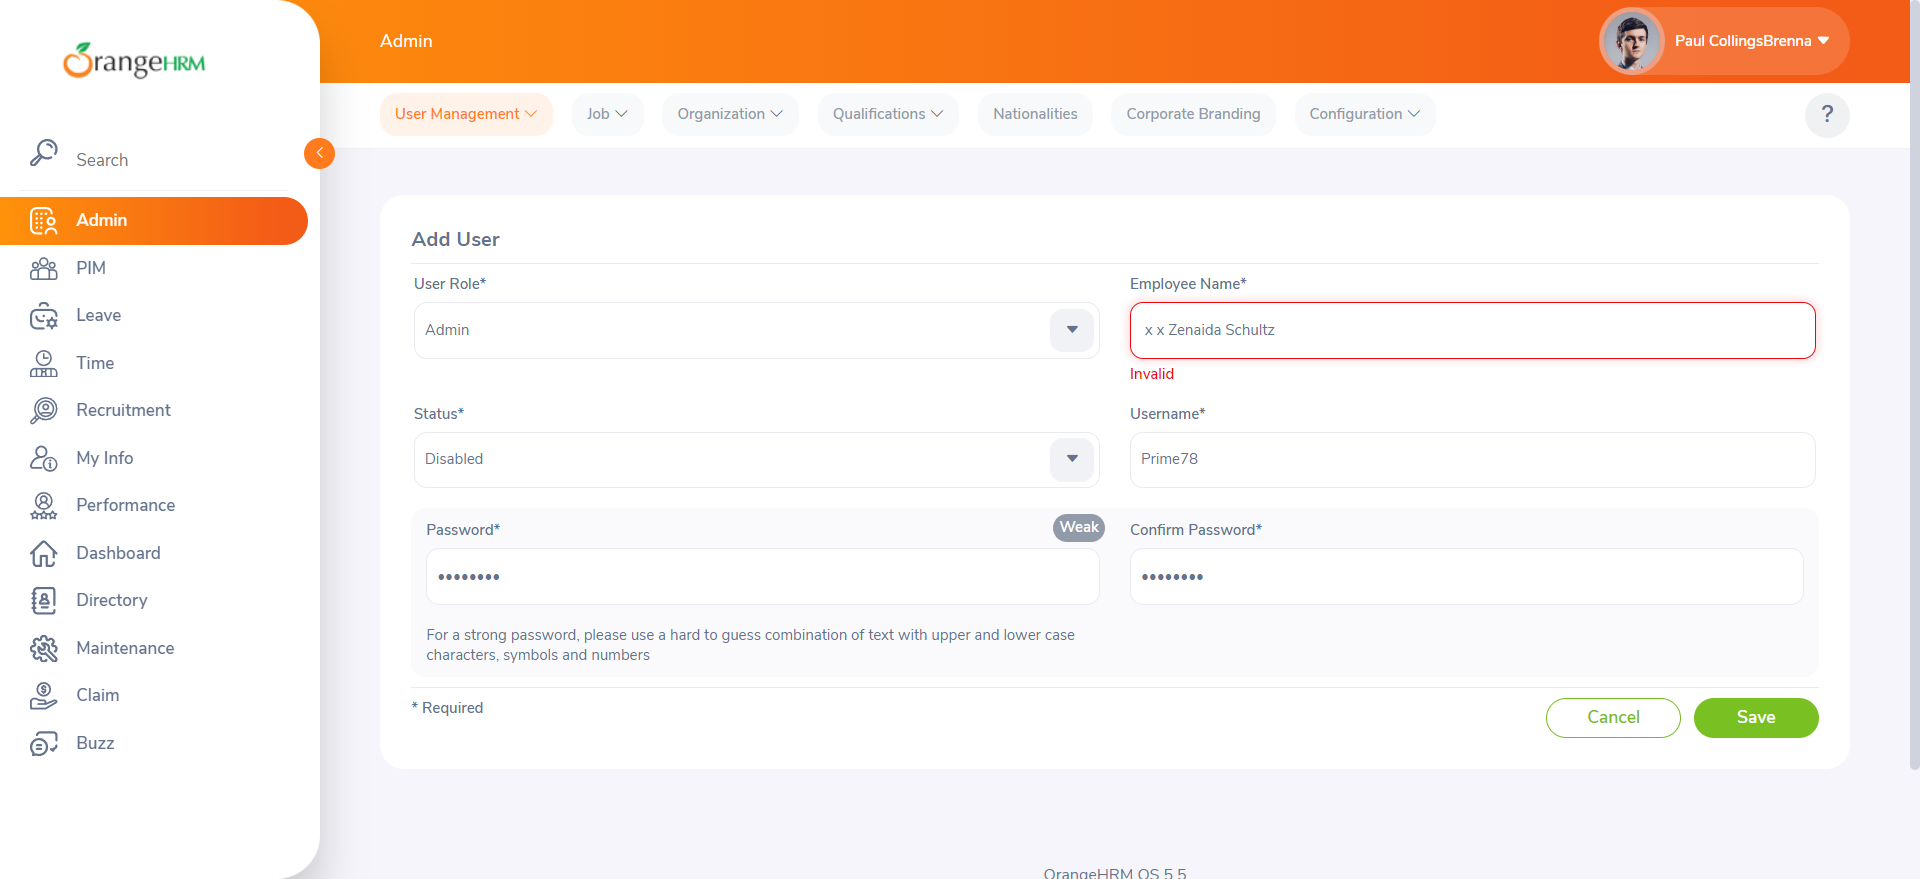 OrangeHRM
Search
Admin
PIM
Leave
Time
Recruitment
My Info
Performance
Dashboard
Directory
Maintenance
Claim
Buzz
Admin
Paul CollingsBrenna
User Management
Job
Organization
Qualifications
Nationalities
Corporate Branding
Configuration
?
Add User
User Role*
Admin
Employee Name*
x x Zenaida Schultz
Invalid
Status*
Disabled
Username*
Prime78
Password*
Weak
••••••••
Confirm Password*
••••••••
For a strong password, please use a hard to guess combination of text with upper and lower case
characters, symbols and numbers
* Required
Cancel
Save
OrangeHRM OS 5.5